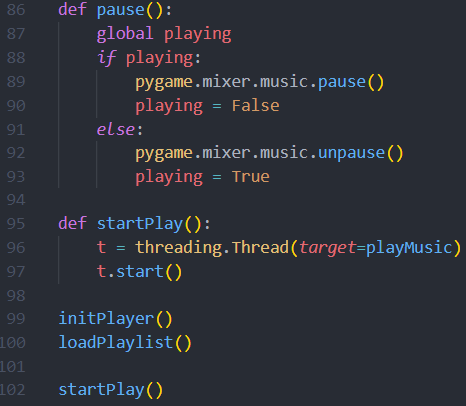 86 def pause():
87     global playing
88     if playing:
89         pygame.mixer.music.pause()
90         playing = False
91     else:
92         pygame.mixer.music.unpause()
93         playing = True
94
95 def startPlay():
96     t = threading.Thread(target=playMusic)
97     t.start()
98
99 initPlayer()
100 loadPlaylist()
101
102 startPlay()